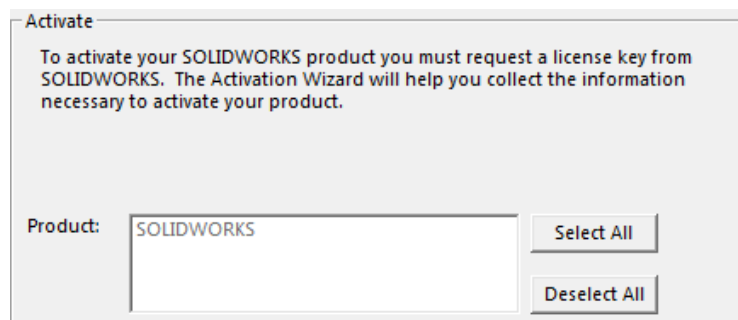 Activate
To activate your SOLIDWORKS product you must request a license key from
SOLIDWORKS.  The Activation Wizard will help you collect the information
necessary to activate your product.
Product:
SOLIDWORKS
Select All
Deselect All